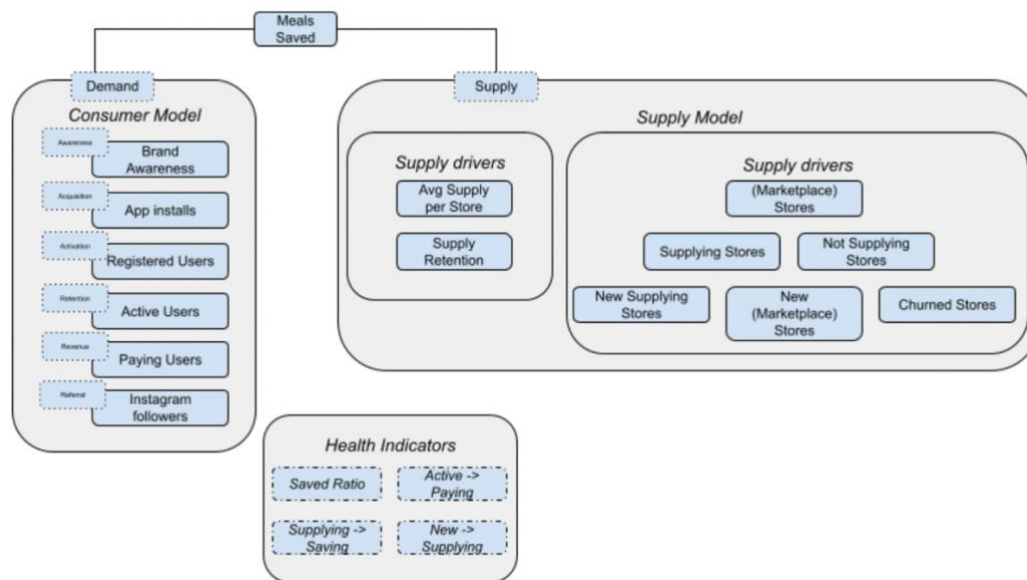 Meals
Saved
Demand
Consumer Model
Awareness
Brand
Awareness
Acquisition
App installs
Activation
Registered Users
Retention
Active Users
Revenue
Paying Users
Referral
Instagram
followers
Supply
Supply Model
Supply drivers
Avg Supply
per Store
Supply
Retention
Supply drivers
(Marketplace)
Stores
Supplying Stores
Not Supplying
Stores
New Supplying
Stores
New
(Marketplace)
Stores
Churned Stores
Health Indicators
Saved Ratio
Active ->
Paying
Supplying ->
Saving
New ->
Supplying